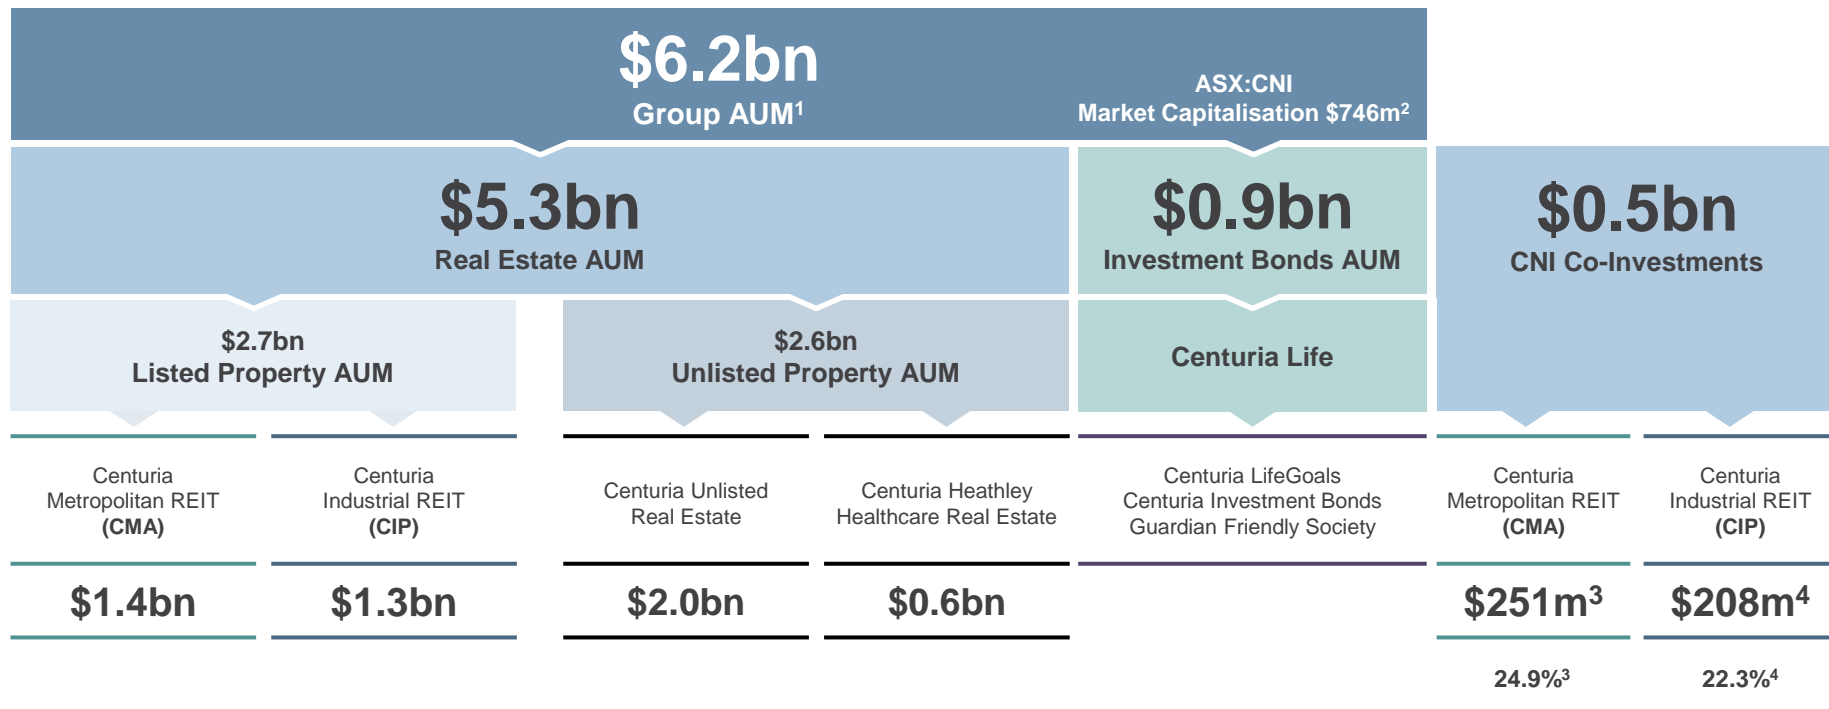 $6.2bn
Group AUM1
ASX:CNI
Market Capitalisation $746m2
$5.3bn
Real Estate AUM
$0.9bn
Investment Bonds AUM
$0.5bn
CNI Co-Investments
$2.7bn
Listed Property AUM
$2.6bn
Unlisted Property AUM
Centuria Life
Centuria
Metropolitan REIT
(CMA)
Centuria
Industrial REIT
(CIP)
Centuria Unlisted
Real Estate
Centuria Heathley
Healthcare Real Estate
Centuria LifeGoals
Centuria Investment Bonds
Guardian Friendly Society
Centuria
Metropolitan REIT
(CMA)
Centuria
Industrial REIT
(CIP)
$1.4bn
$1.3bn
$2.0bn
$0.6bn
$251m3
$208m4
24.9%3
22.3%4